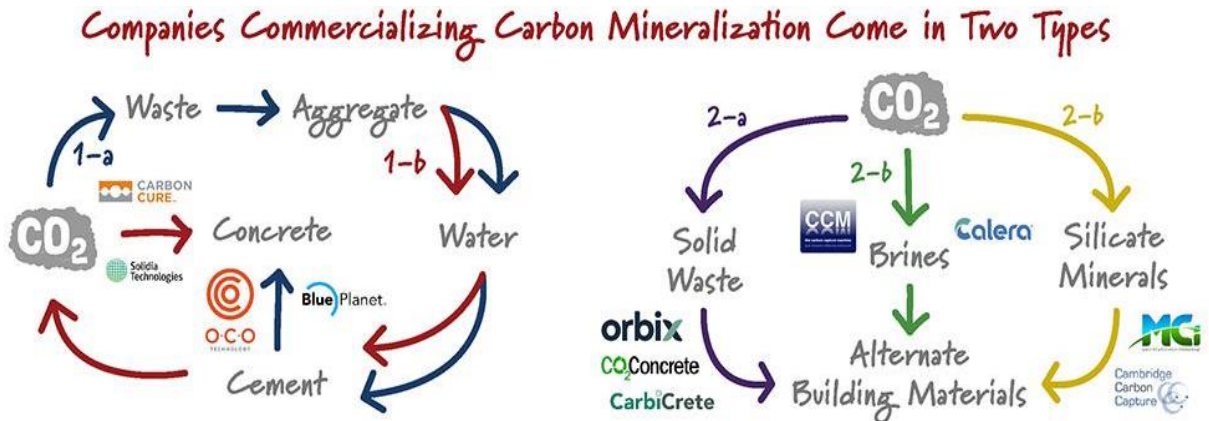 Companies Commercializing Carbon Mineralization Come in Two Types
Waste
Aggregate
1-a
1-b
CARBON
CURE
CO2
Solidia
Technologies
Concrete
Water
O·C·O
TECHNOLOGY
Blue Planet.
Cement
CO2
2-a
2-b
2-b
Solid
Waste
CCM
Brines
Calera
Silicate
Minerals
orbix
CO2Concrete
CarbiCrete
Alternate
Building Materials
MCi
Cambridge
Carbon
Capture